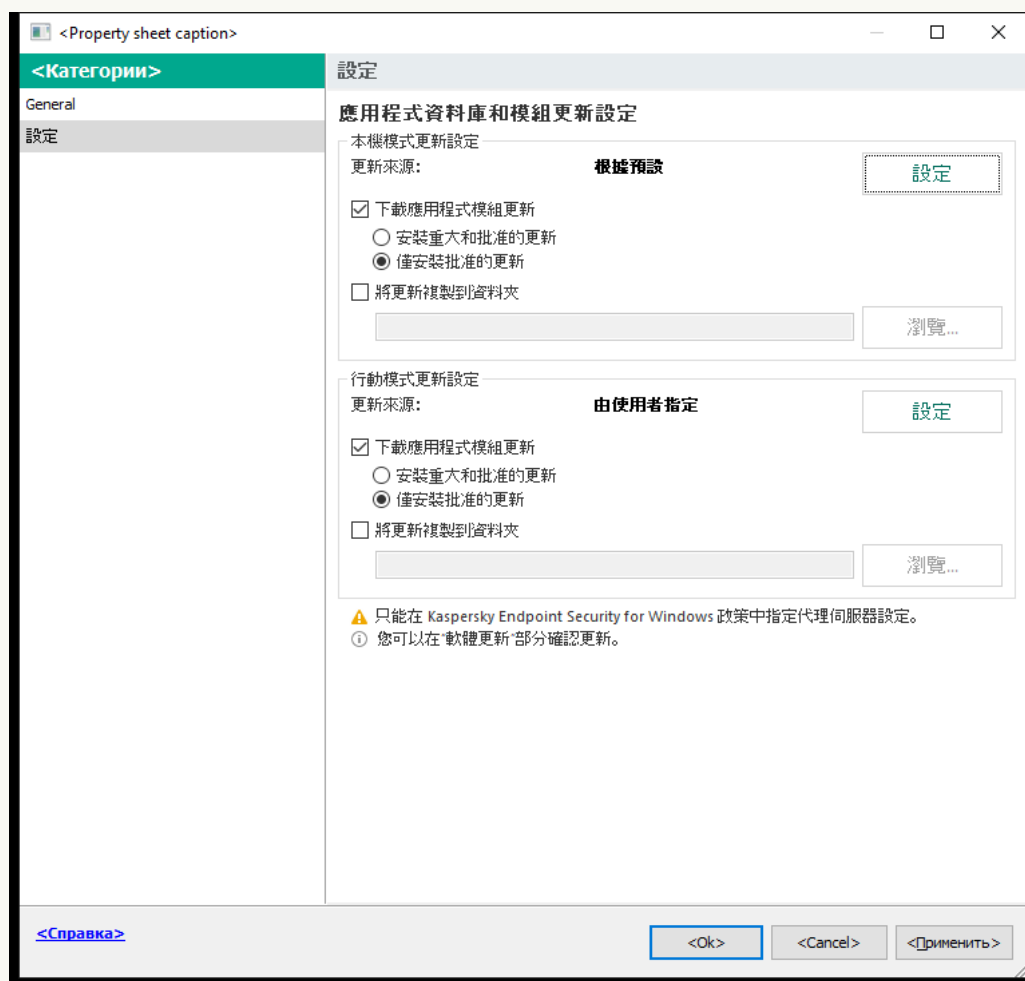 <Property sheet caption>
<Категории>
General
設定
設定
應用程式資料庫和模組更新設定
本機模式更新設定
更新來源: 根據預設 設定
下載應用程式模組更新
安裝重大和批准的更新
僅安裝批准的更新
將更新複製到資料夾
瀏覽...
行動模式更新設定
更新來源: 由使用者指定 設定
下載應用程式模組更新
安裝重大和批准的更新
僅安裝批准的更新
將更新複製到資料夾
瀏覽...
只能在 Kaspersky Endpoint Security for Windows 政策中指定代理伺服器設定。
您可以在"軟體更新"部分確認更新。
<Справка>
<Ok> <Cancel> <Применить>